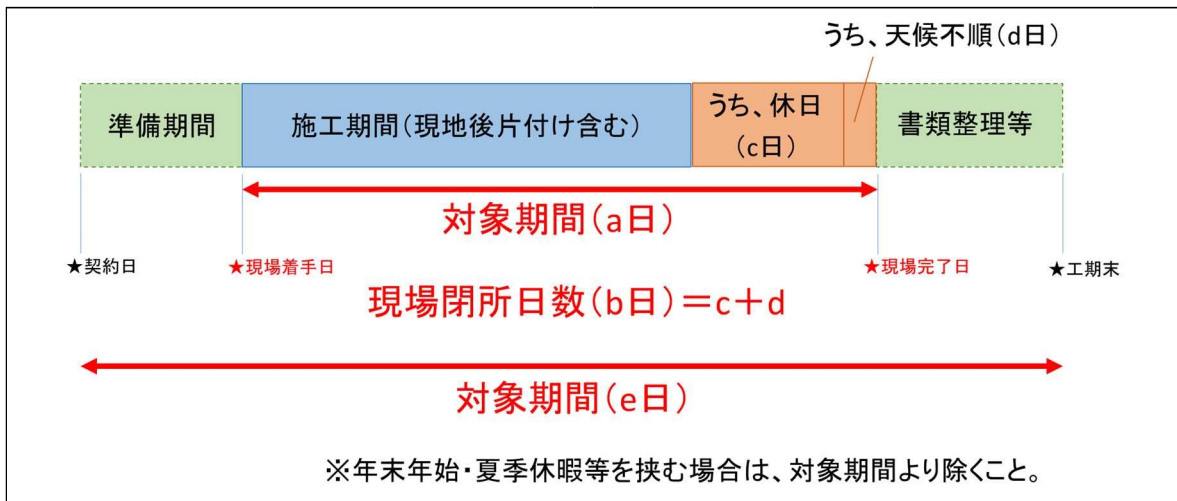 うち、天候不順（d日）
準備期間
施工期間（現地後片付け含む）
うち、休日
（c日）
書類整理等
対象期間（a日）
★契約日
★現場着手日
★現場完了日
★工期末
現場閉所日数（b日）＝c＋d
対象期間（e日）
※年末年始・夏季休暇等を挟む場合は、対象期間より除くこと。